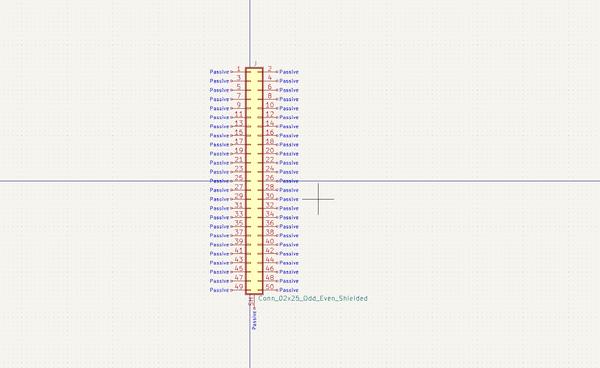 J
Passive 1 2 Passive
Passive 3 4 Passive
Passive 5 6 Passive
Passive 7 8 Passive
Passive 9 10 Passive
Passive 11 12 Passive
Passive 13 14 Passive
Passive 15 16 Passive
Passive 17 18 Passive
Passive 19 20 Passive
Passive 21 22 Passive
Passive 23 24 Passive
Passive 25 26 Passive
Passive 27 28 Passive
Passive 29 30 Passive
Passive 31 32 Passive
Passive 33 34 Passive
Passive 35 36 Passive
Passive 37 38 Passive
Passive 39 40 Passive
Passive 41 42 Passive
Passive 43 44 Passive
Passive 45 46 Passive
Passive 47 48 Passive
Passive 49 50 Passive
Conn_02x25_Odd_Even_Shielded
SH
Passive